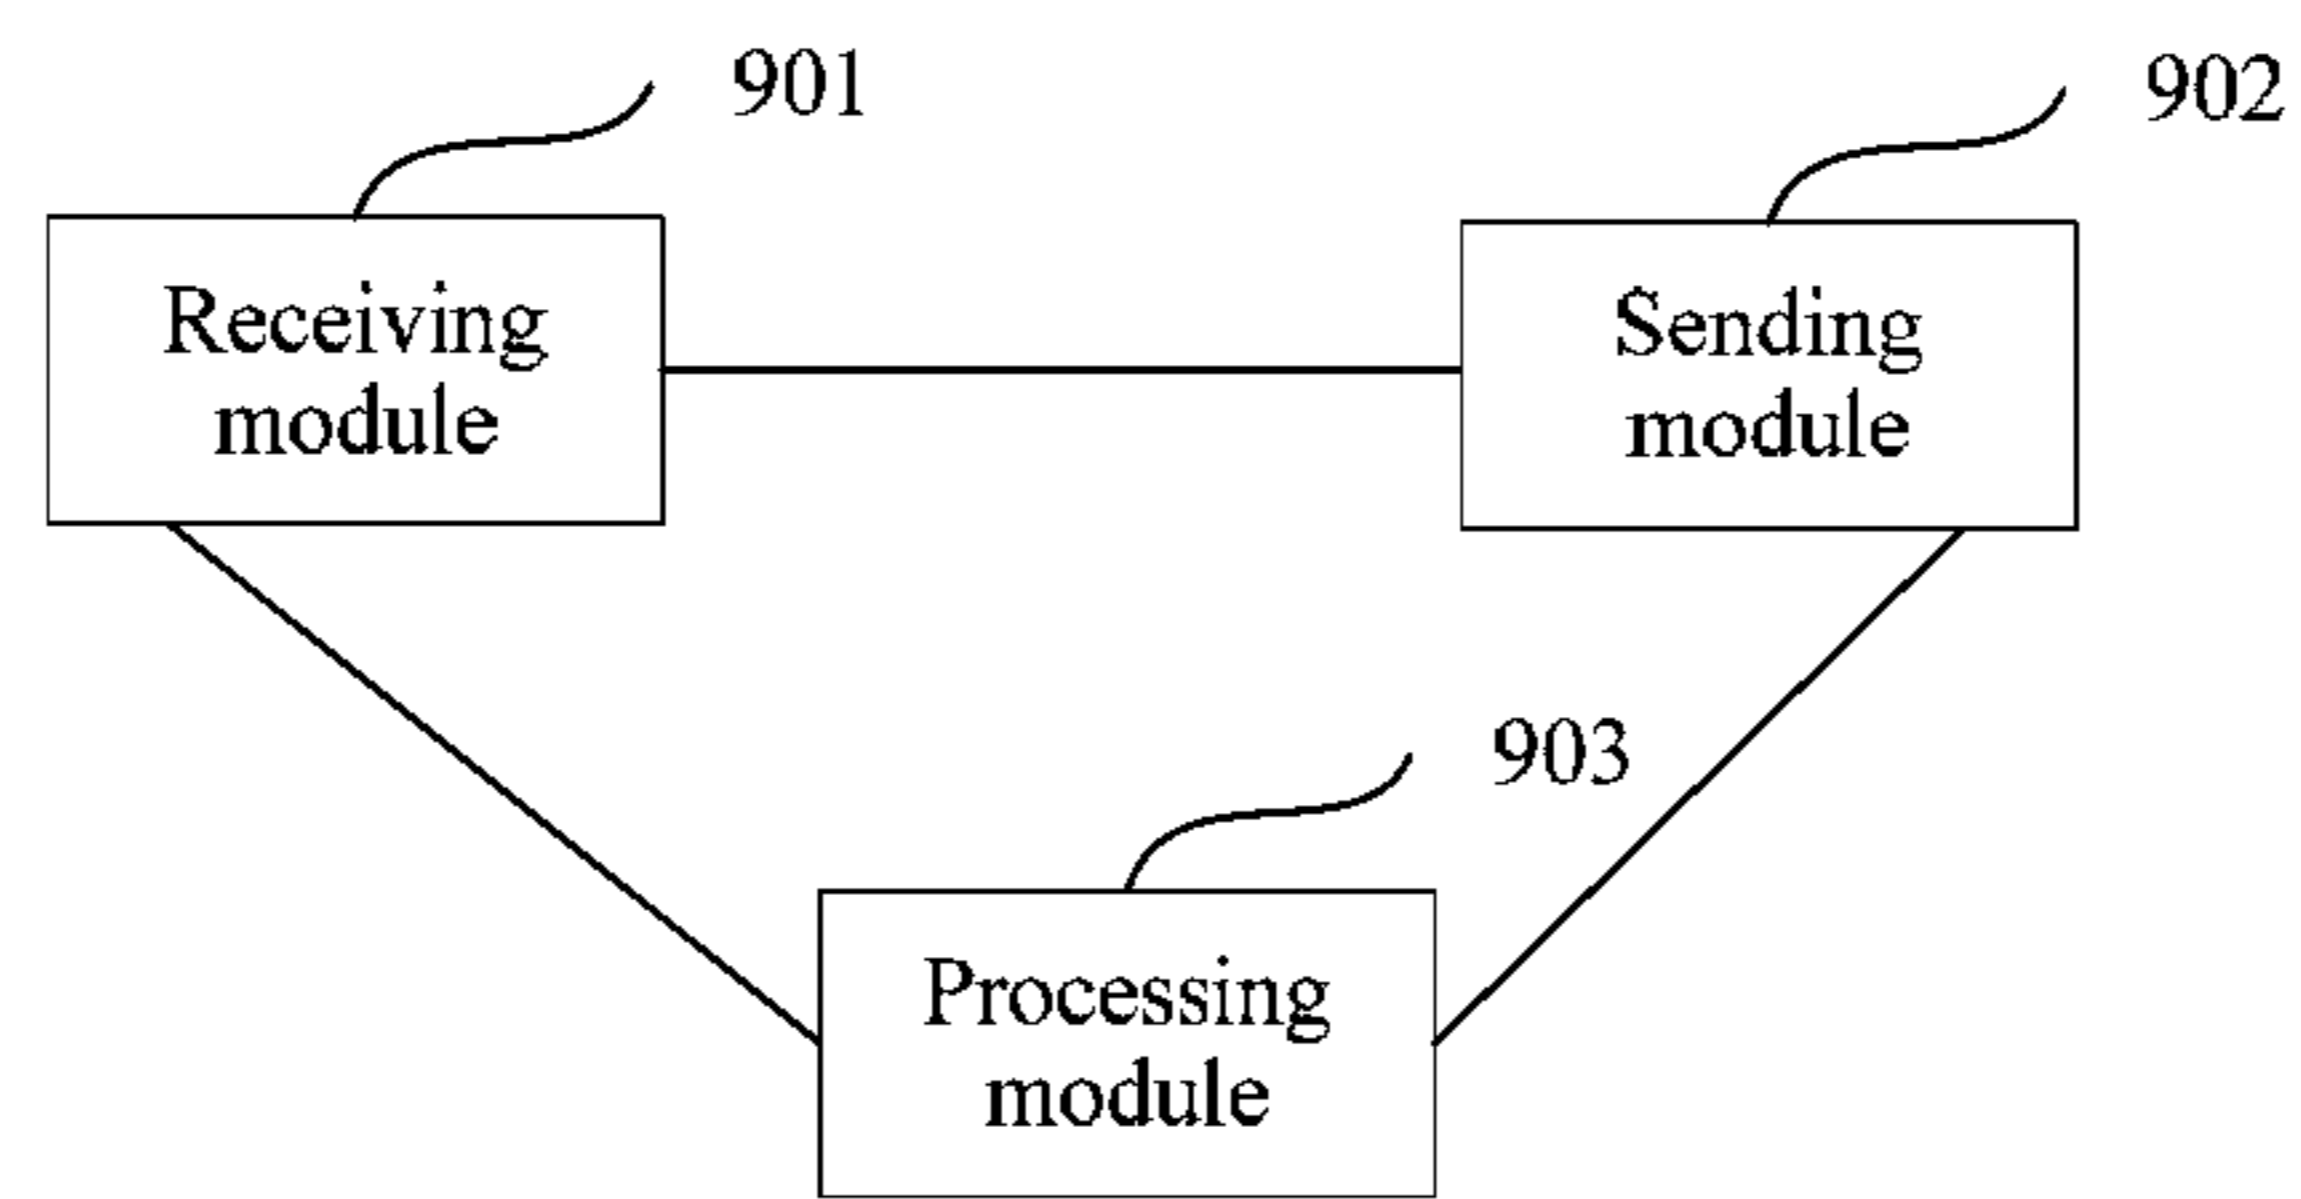 901
902
Receiving
module
Sending
module
903
Processing
module